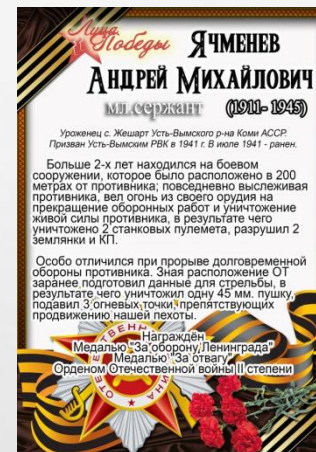 Лица
Победы
ЯЧМЕНЕВ
АНДРЕЙ МИХАЙЛОВИЧ
мл.сержант (1911- 1945)
Уроженец с. Жешарт Усть-Вымского р-на Коми АССР.
Призван Усть-Вымским РВК в 1941 г. В июле 1941 - ранен.
Больше 2-х лет находился на боевом
сооружении, которое было расположено в 200
метрах от противника; повседневно выслеживая
противника, вел огонь из своего орудия на
прекращение оборонных работ и уничтожение
живой силы противника, в результате чего
уничтожено 2 станковых пулемета, разрушил 2
землянки и КП.
Особо отличился при прорыве долговременной
обороны противника. Зная расположение ОТ
заранее подготовил данные для стрельбы, в
результате чего уничтожил одну 45 мм. пушку,
подавил 3 огневых точки, препятствующих
продвижению нашей пехоты.
Награждён
Медалью "За оборону Ленинграда"
Медалью "За отвагу"
Орденом Отечественной войны II степени